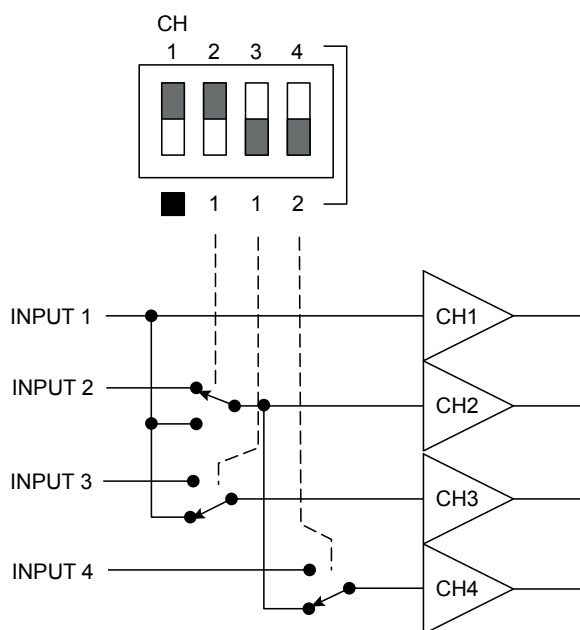 CH
1 2 3 4
1 1 2
INPUT 1
CH1
INPUT 2
CH2
INPUT 3
CH3
INPUT 4
CH4